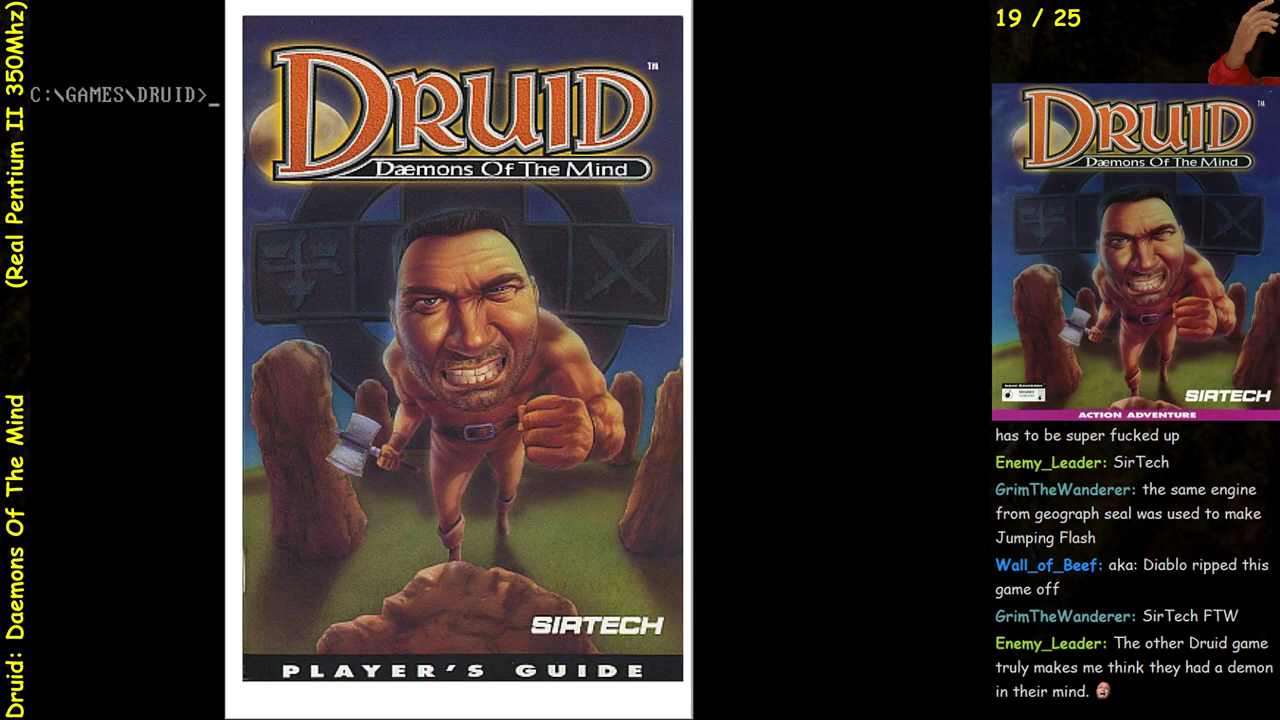 Druid: Daemons Of The Mind (Real Pentium II 350Mhz)
C:\GAMES\DRUID>_
DRUID™
Dæmons Of The Mind
SIRTECH
PLAYER'S GUIDE
19 / 25
DRUID™
Dæmons Of The Mind
SIRTECH
ACTION ADVENTURE
has to be super fucked up
Enemy_Leader: SirTech
GrimTheWanderer: the same engine
from geograph seal was used to make
Jumping Flash
Wall_of_Beef: aka: Diablo ripped this
game off
GrimTheWanderer: SirTech FTW
Enemy_Leader: The other Druid game
truly makes me think they had a demon
in their mind.